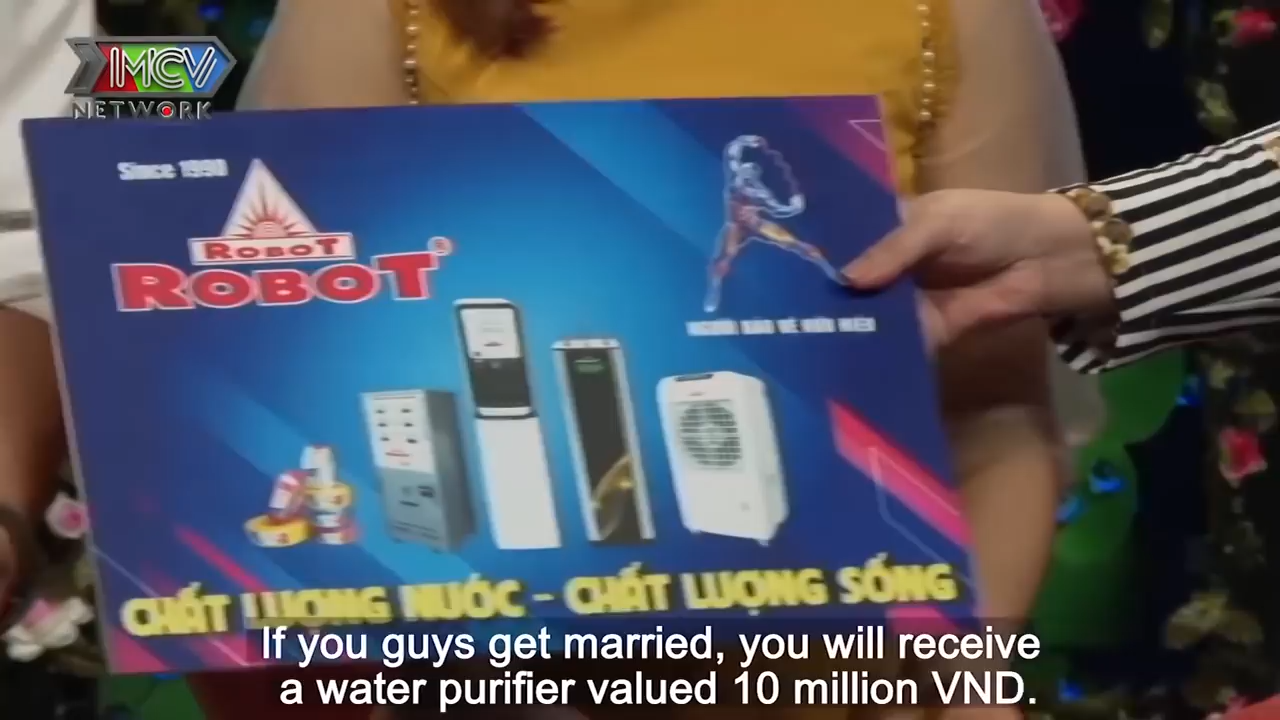 MCV
NETWORK
Since 1990
ROBOT
ROBOT®
CHẤT LƯỢNG NƯỚC - CHẤT LƯỢNG SỐNG
If you guys get married, you will receive
a water purifier valued 10 million VND.